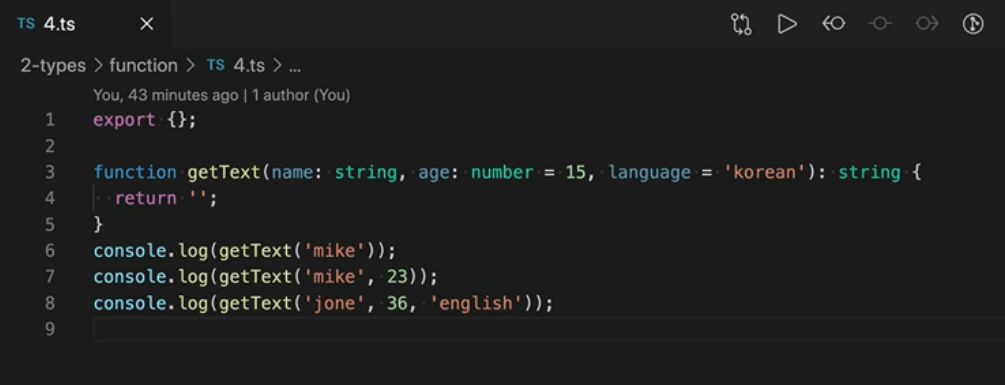 TS 4.ts
2-types > function > TS 4.ts > ...
You, 43 minutes ago | 1 author (You)
1 export {};
2
3 function getText(name: string, age: number = 15, language = 'korean'): string {
4   return '';
5 }
6 console.log(getText('mike'));
7 console.log(getText('mike', 23));
8 console.log(getText('jone', 36, 'english'));
9